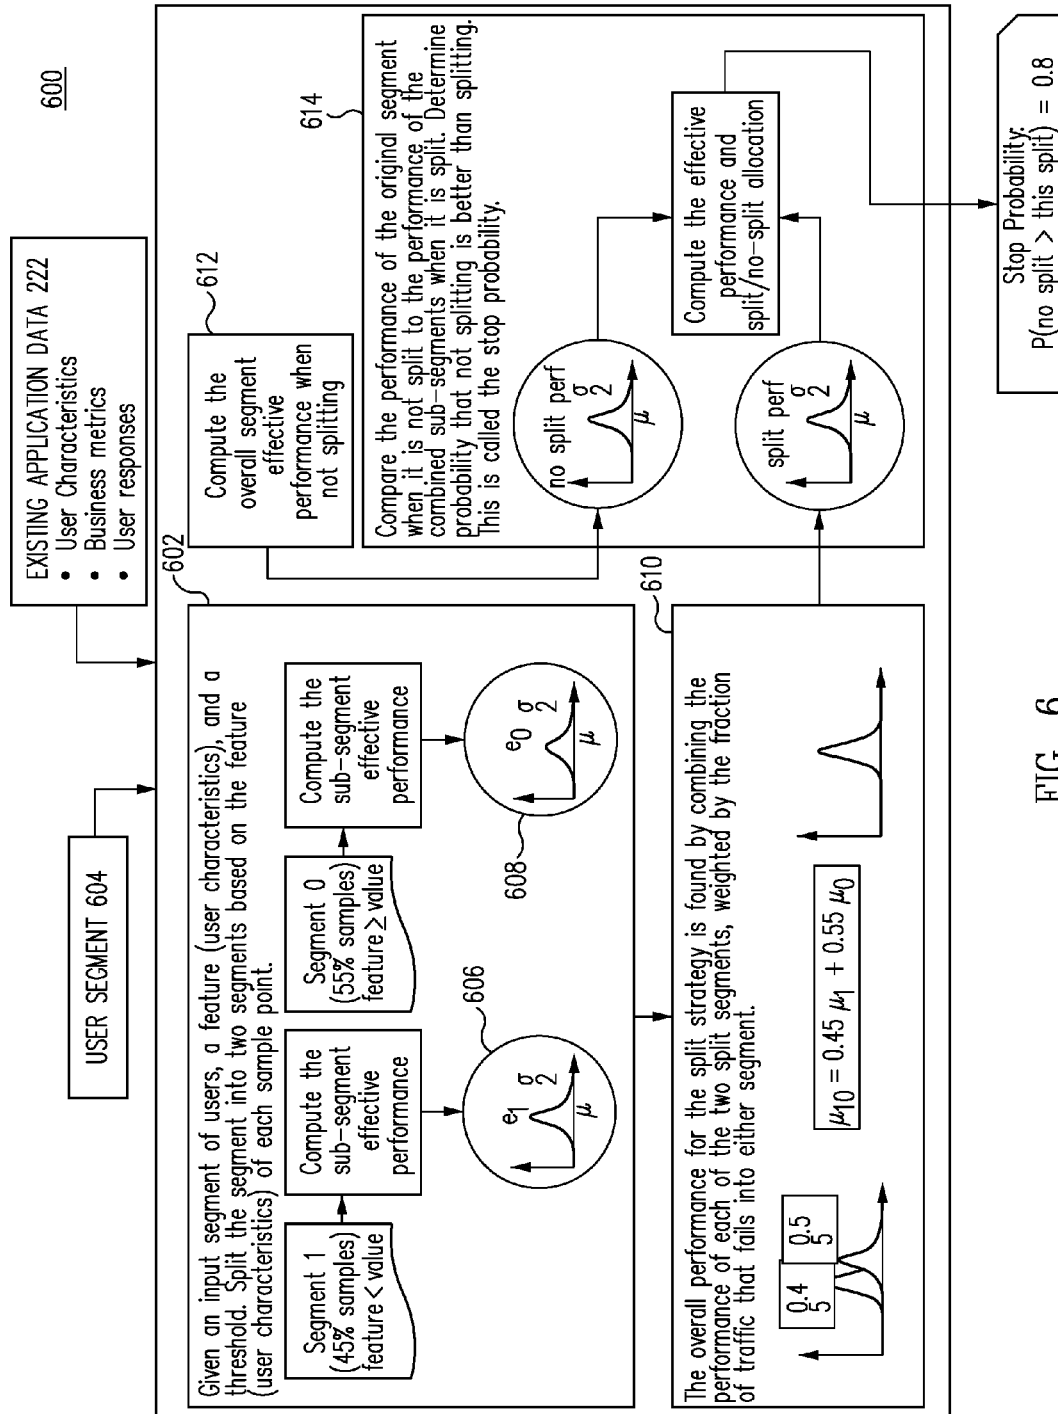 600
EXISTING APPLICATION DATA 222
• User Characteristics
• Business metrics
• User responses
USER SEGMENT 604
602
Given an input segment of users, a feature (user characteristics), and a
threshold. Split the segment into two segments based on the feature
(user characteristics) of each sample point.
Segment 1
(45% samples)
feature < value
Compute the
sub-segment
effective
performance
Segment 0
(55% samples)
feature ≥ value
Compute the
sub-segment
effective
performance
606
e1
σ
2
μ
608
e0
σ
2
μ
612
Compute the
overall segment
effective
performance when
not splitting
614
Compare the performance of the original segment
when it is not split to the performance of the
combined sub-segments when it is split. Determine
probability that not splitting is better than splitting.
This is called the stop probability.
no split perf
σ
2
μ
split perf
σ
2
μ
Compute the effective
performance and
split/no-split allocation
610
The overall performance for the split strategy is found by combining the
performance of each of the two split segments, weighted by the fraction
of traffic that fails into either segment.
0.4
5
0.5
5
μ10 = 0.45 μ1 + 0.55 μ0
Stop Probability:
P(no split > this split) = 0.8
FIG. 6